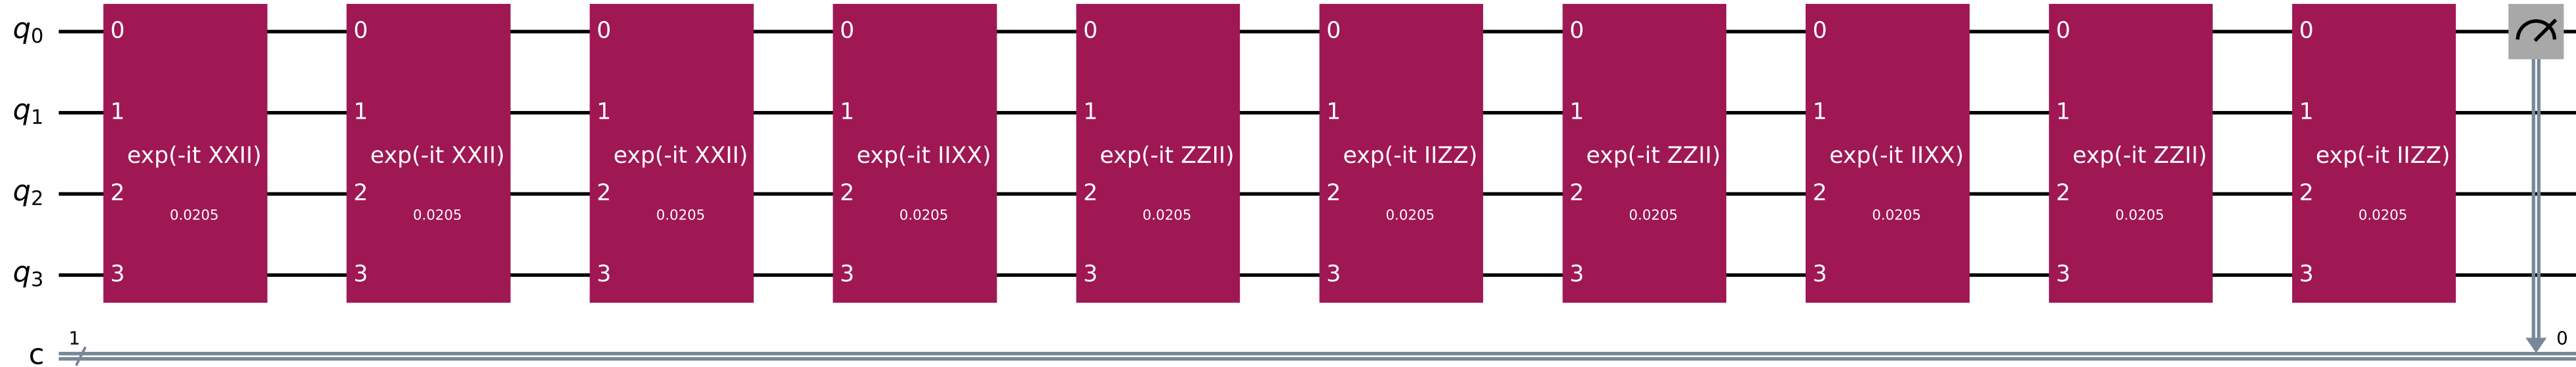 q0 0 0 0 0 0 0 0 0 0 0
q1 1 1 1 1 1 1 1 1 1 1
exp(-it XXII) exp(-it XXII) exp(-it XXII) exp(-it IIXX) exp(-it ZZII) exp(-it IIZZ) exp(-it ZZII) exp(-it IIXX) exp(-it ZZII) exp(-it IIZZ)
q2 2 2 2 2 2 2 2 2 2 2
0.0205 0.0205 0.0205 0.0205 0.0205 0.0205 0.0205 0.0205 0.0205 0.0205
q3 3 3 3 3 3 3 3 3 3 3
1 0
c